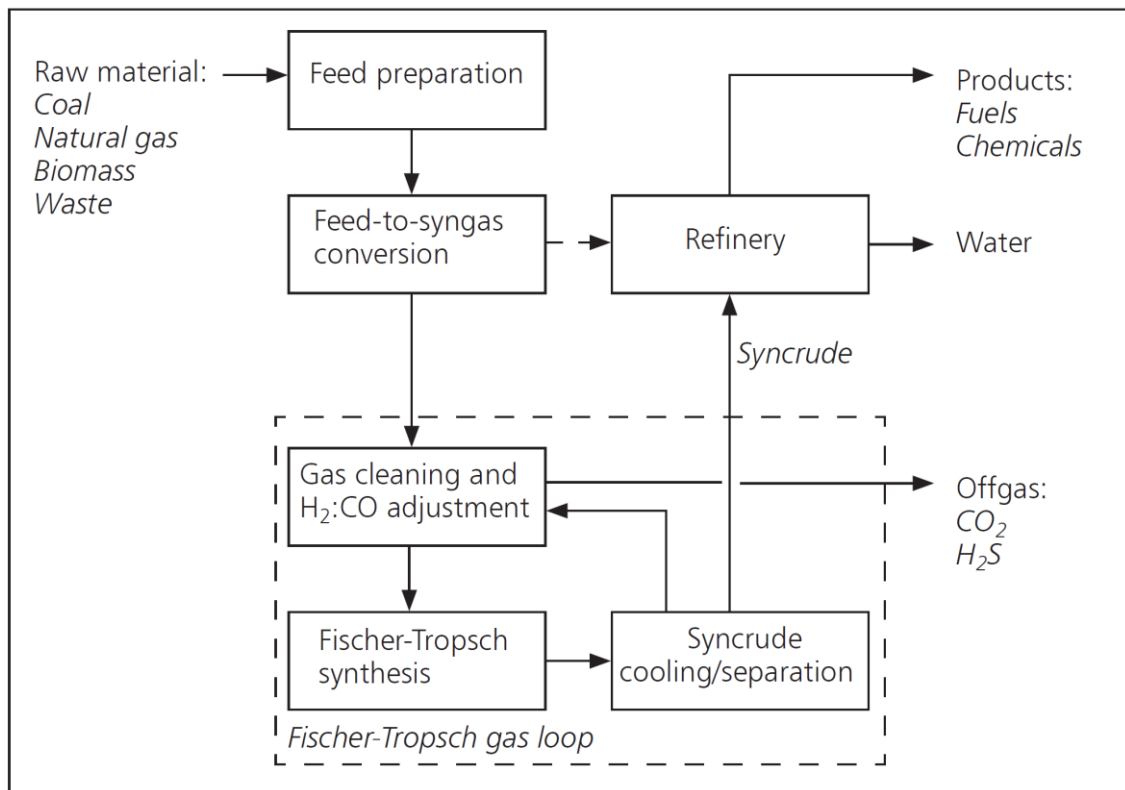 Raw material:
Coal
Natural gas
Biomass
Waste
Feed preparation
Products:
Fuels
Chemicals
Feed-to-syngas
conversion
Refinery
Water
Syncrude
Gas cleaning and
H₂:CO adjustment
Offgas:
CO₂
H₂S
Fischer-Tropsch
synthesis
Syncrude
cooling/separation
Fischer-Tropsch gas loop